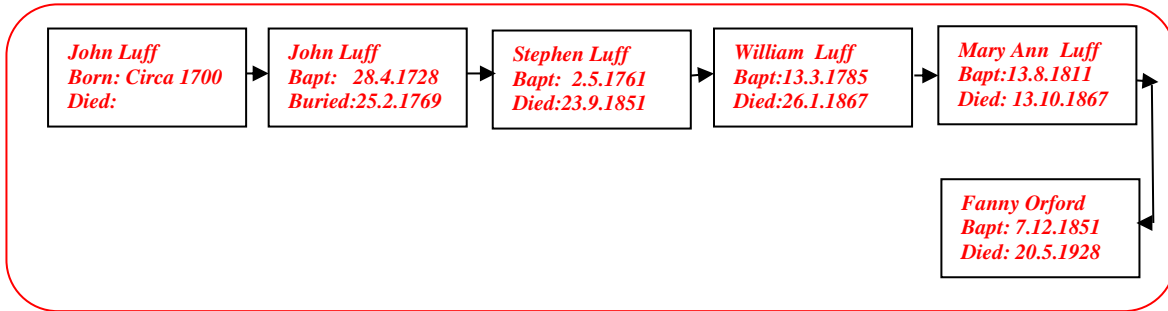 John Luff
Born: Circa 1700
Died:
John Luff
Bapt: 28.4.1728
Buried:25.2.1769
Stephen Luff
Bapt: 2.5.1761
Died:23.9.1851
William Luff
Bapt:13.3.1785
Died:26.1.1867
Mary Ann Luff
Bapt:13.8.1811
Died: 13.10.1867
Fanny Orford
Bapt: 7.12.1851
Died: 20.5.1928